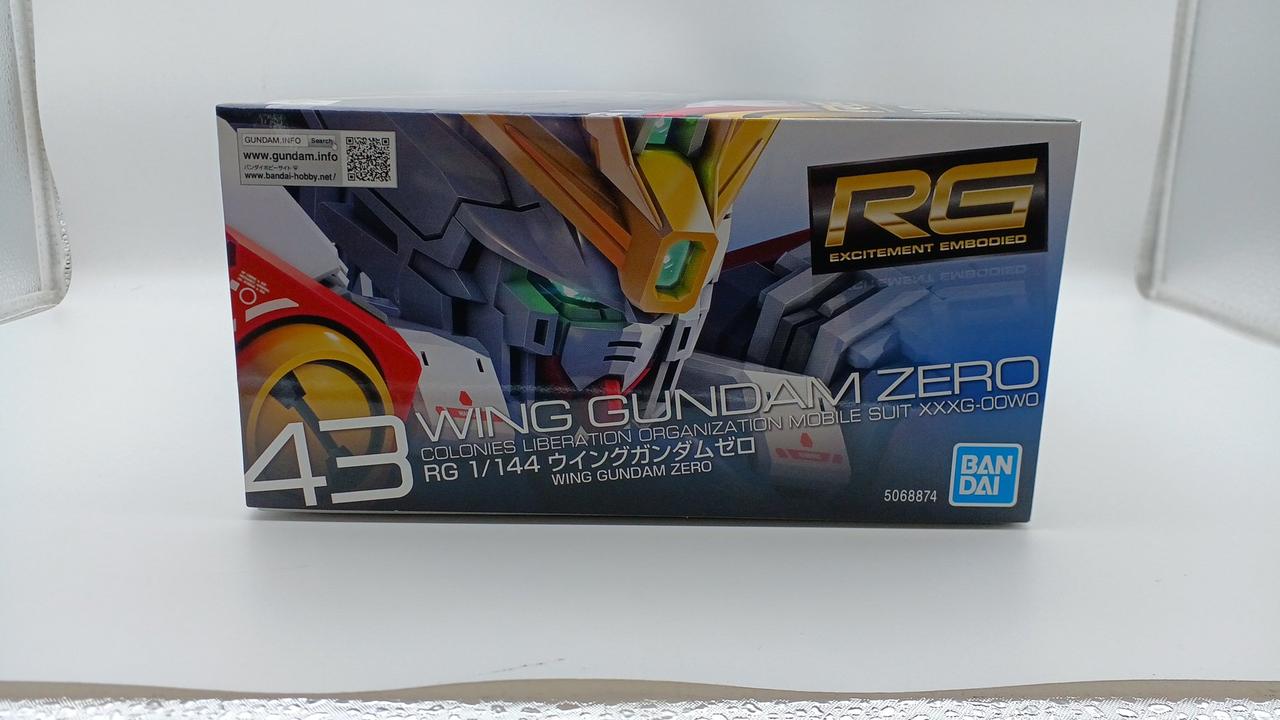 GUNDAM.INFO Search
www.gundam.info
バンダイホビーサイト
www.bandai-hobby.net/
RG
EXCITEMENT EMBODIED
43
WING GUNDAM ZERO
COLONIES LIBERATION ORGANIZATION MOBILE SUIT XXXG-00W0
RG 1/144 ウイングガンダムゼロ
WING GUNDAM ZERO
5068874
BAN
DAI